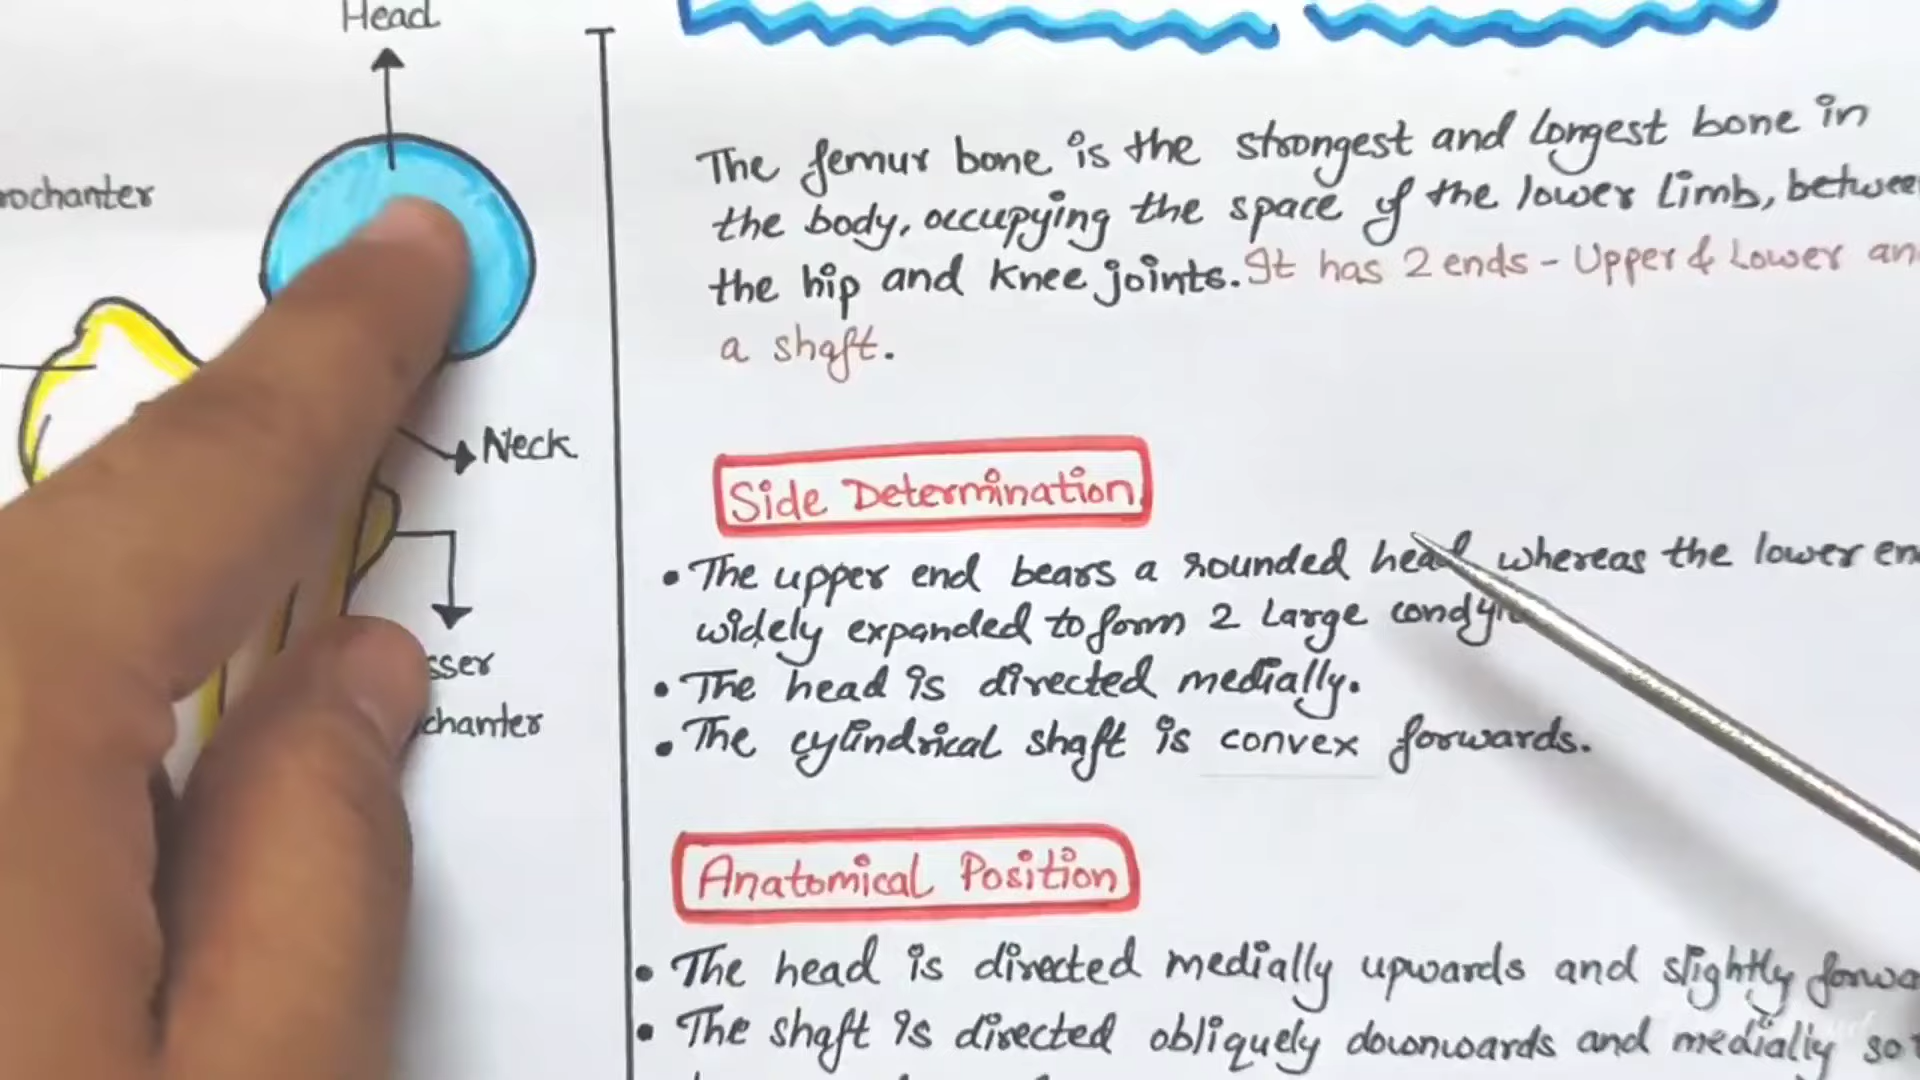 Head
rochanter
Neck
sser
chanter
The femur bone is the strongest and longest bone in
the body, occupying the space of the lower limb, betwee
the hip and knee joints. It has 2 ends - Upper & Lower an
a shaft.
Side Determination
• The upper end bears a rounded head whereas the lower en
widely expanded to form 2 large condyl
• The head is directed medially.
• The cylindrical shaft is convex forwards.
Anatomical Position
• The head is directed medially upwards and slightly forwa
• The shaft is directed obliquely downwards and medially so